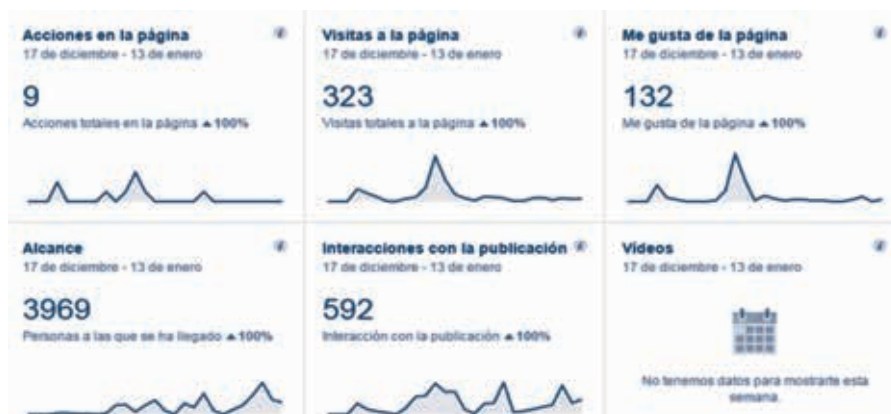 Acciones en la página
17 de diciembre - 13 de enero
9
Acciones totales en la página ▲100%
Visitas a la página
17 de diciembre - 13 de enero
323
Visitas totales a la página ▲100%
Me gusta de la página
17 de diciembre - 13 de enero
132
Me gusta de la página ▲100%
Alcance
17 de diciembre - 13 de enero
3969
Personas a las que se ha llegado ▲100%
Interacciones con la publicación
17 de diciembre - 13 de enero
592
Interacción con la publicación ▲100%
Vídeos
17 de diciembre - 13 de enero
No tenemos datos para mostrarte esta
semana.